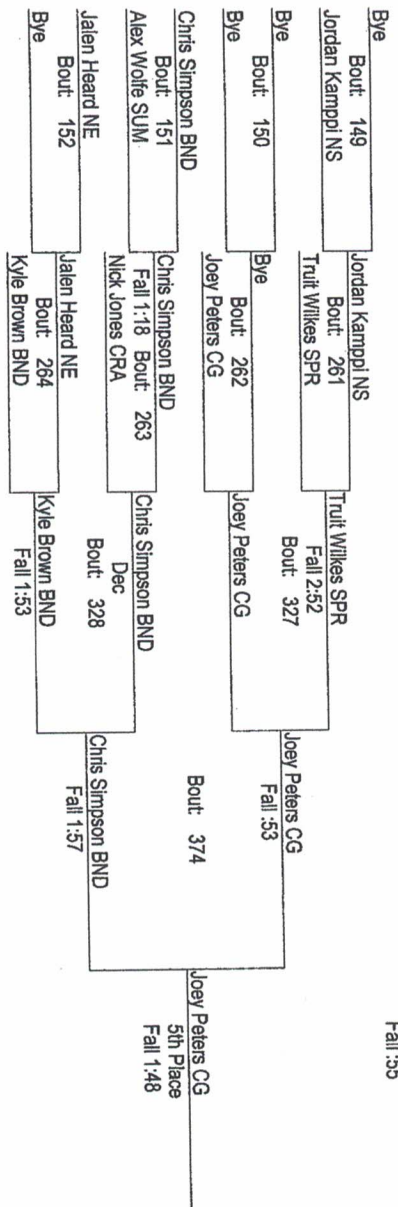 Bye
Bout: 149
Jordan Kamppi NS
Bye
Bout: 150
Bye
Chris Simpson BND
Bout: 151
Alex Wolfe SUM
Jalen Heard NE
Bout: 152
Bye
Jordan Kamppi NS
Bout: 261
Truit Wilkes SPR
Bye
Bout: 262
Joey Peters CG
Chris Simpson BND
Fall 1:18 Bout: 263
Nick Jones CRA
Jalen Heard NE
Bout: 264
Kyle Brown BND
Truit Wilkes SPR
Fall 2:52
Bout: 327
Joey Peters CG
Chris Simpson BND
Dec
Bout: 328
Kyle Brown BND
Fall 1:53
Joey Peters CG
Fall :53
Bout: 374
Chris Simpson BND
Fall 1:57
Joey Peters CG
5th Place
Fall 1:48
Fall :55